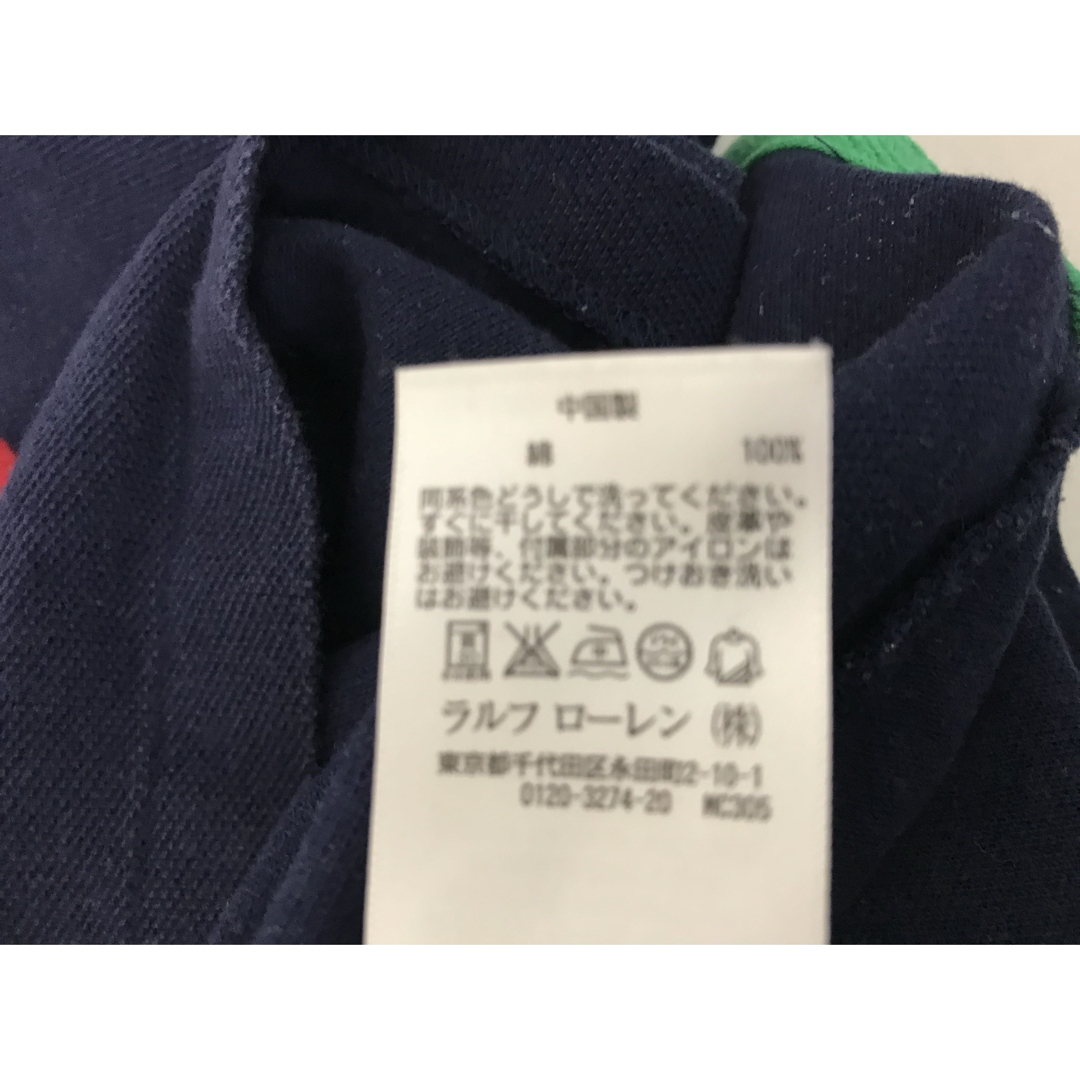 中国製
綿 100%
同系色どうしで洗ってください。
すぐに干してください。皮革や
装飾等、付属部分のアイロンは
お避けください。つけおき洗い
はお避けください。
ラルフ ローレン (株)
東京都千代田区永田町2-10-1
0120-3274-20 MC305